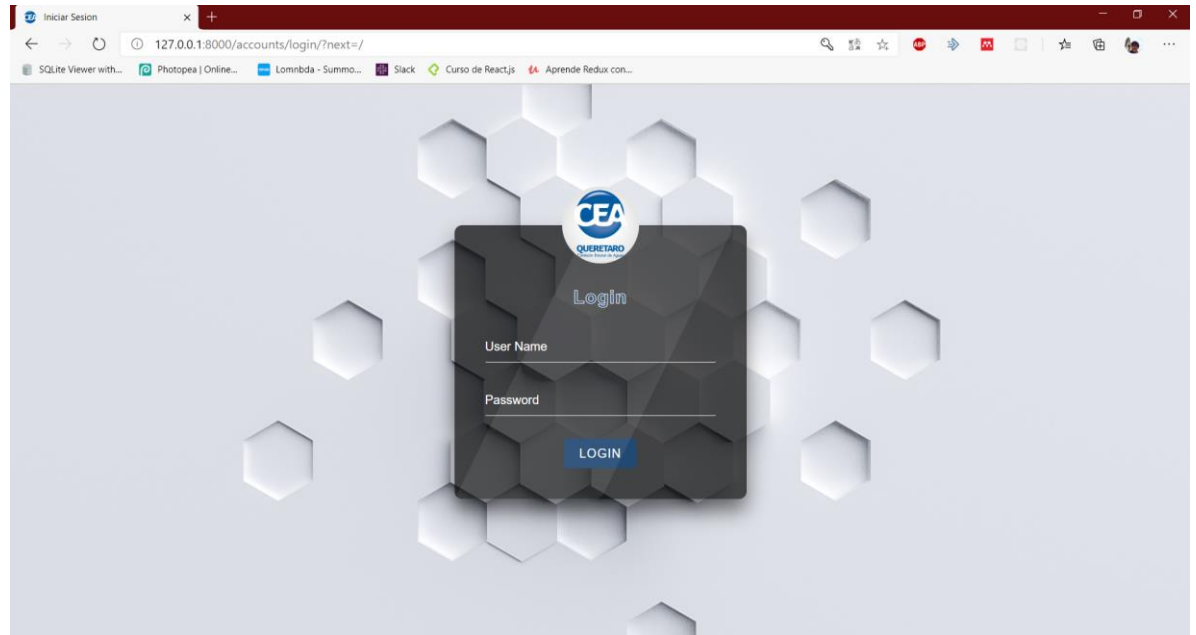 Iniciar Sesion
127.0.0.1:8000/accounts/login/?next=/
ABP
SQLite Viewer with... Photopea | Online... Lomnbda - Summo... Slack Curso de React.js Aprende Redux con...
CEA
QUERETARO
Login
User Name
Password
LOGIN